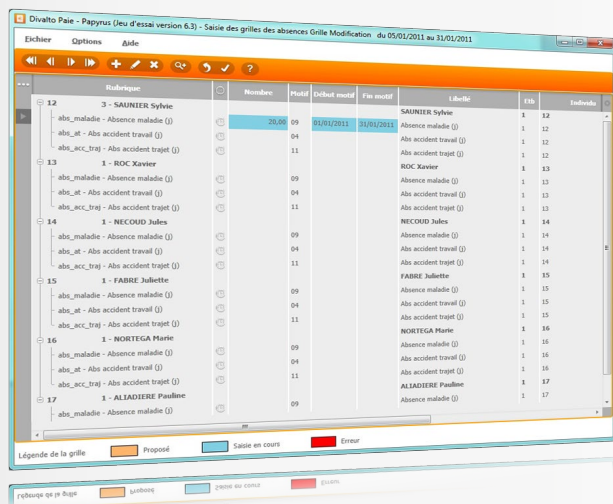 Divalto Paie - Papyrus (Jeu d'essai version 6.3) - Saisie des grilles des absences Grille Modification du 05/01/2011 au 31/01/2011
Fichier Options Aide
Rubrique Nombre Motif Début motif Fin motif Libellé Etb Individu
12 3 - SAUNIER Sylvie SAUNIER Sylvie 1 12
abs_maladie - Absence maladie (j) 20,00 09 01/01/2011 31/01/2011 Absence maladie (j) 1 12
abs_at - Abs accident travail (j) 04 Abs accident travail (j) 1 12
abs_acc_traj - Abs accident trajet (j) 11 Abs accident trajet (j) 1 12
13 1 - ROC Xavier ROC Xavier 1 13
abs_maladie - Absence maladie (j) 09 Absence maladie (j) 1 13
abs_at - Abs accident travail (j) 04 Abs accident travail (j) 1 13
abs_acc_traj - Abs accident trajet (j) 11 Abs accident trajet (j) 1 13
14 1 - NECOUD Jules NECOUD Jules 1 14
abs_maladie - Absence maladie (j) 09 Absence maladie (j) 1 14
abs_at - Abs accident travail (j) 04 Abs accident travail (j) 1 14
abs_acc_traj - Abs accident trajet (j) 11 Abs accident trajet (j) 1 14
15 1 - FABRE Juliette FABRE Juliette 1 15
abs_maladie - Absence maladie (j) 09 Absence maladie (j) 1 15
abs_at - Abs accident travail (j) 04 Abs accident travail (j) 1 15
abs_acc_traj - Abs accident trajet (j) 11 Abs accident trajet (j) 1 15
16 1 - NORTEGA Marie NORTEGA Marie 1 16
abs_maladie - Absence maladie (j) 09 Absence maladie (j) 1 16
abs_at - Abs accident travail (j) 04 Abs accident travail (j) 1 16
abs_acc_traj - Abs accident trajet (j) 11 Abs accident trajet (j) 1 16
17 1 - ALIADIERE Pauline ALIADIERE Pauline 1 17
abs_maladie - Absence maladie (j) 09 Absence maladie (j) 1 17
Légende de la grille Proposé Saisie en cours Erreur